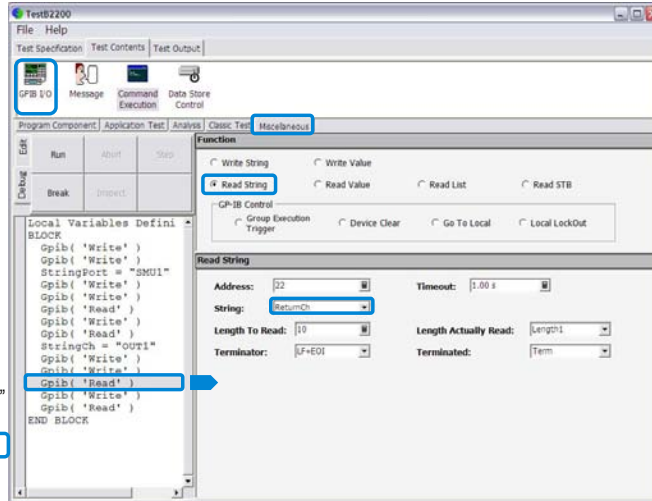 TestB2200
File Help
Test Specification Test Contents Test Output
GPIB I/O Message Command Execution Data Store Control
Program Component Application Test Analysis Classic Test Miscellaneous
Edit
Debug
Run Abort Step
Break Inspect
Function
Write String Write Value
Read String Read Value Read List Read STB
GP-IB Control
Group Execution Trigger Device Clear Go To Local Local LockOut
Local Variables Defini
BLOCK
Gpib( 'Write' )
Gpib( 'Write' )
StringPort = "SMU1"
Gpib( 'Write' )
Gpib( 'Write' )
Gpib( 'Read' )
Gpib( 'Write' )
Gpib( 'Read' )
StringCh = "OUT1"
Gpib( 'Write' )
Gpib( 'Write' )
Gpib( 'Read' )
Gpib( 'Write' )
Gpib( 'Read' )
END BLOCK
Read String
Address: 22 Timeout: 1.00 s
String: ReturnCh
Length To Read: 10 Length Actually Read: Length1
Terminator: LF+EOI Terminated: Term
"